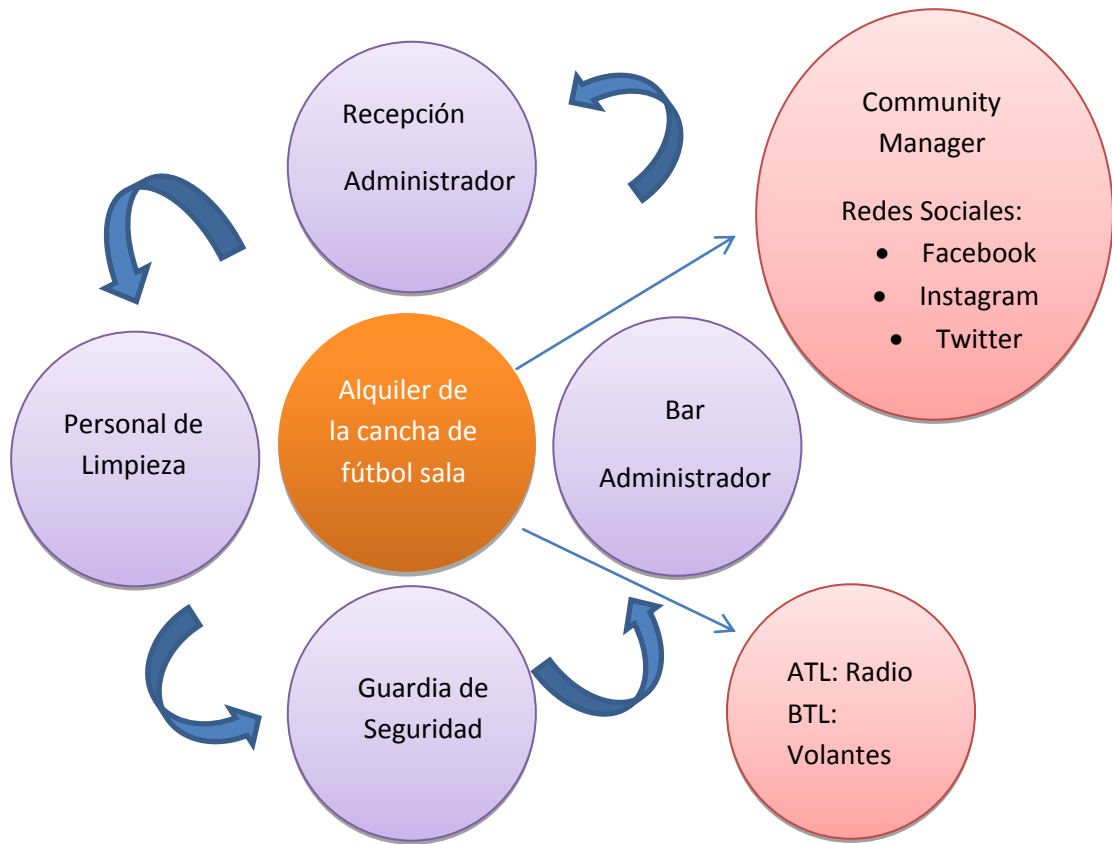 Recepción
Administrador
Community
Manager
Redes Sociales:
• Facebook
• Instagram
• Twitter
Personal de
Limpieza
Alquiler de
la cancha de
fútbol sala
Bar
Administrador
Guardia de
Seguridad
ATL: Radio
BTL:
Volantes